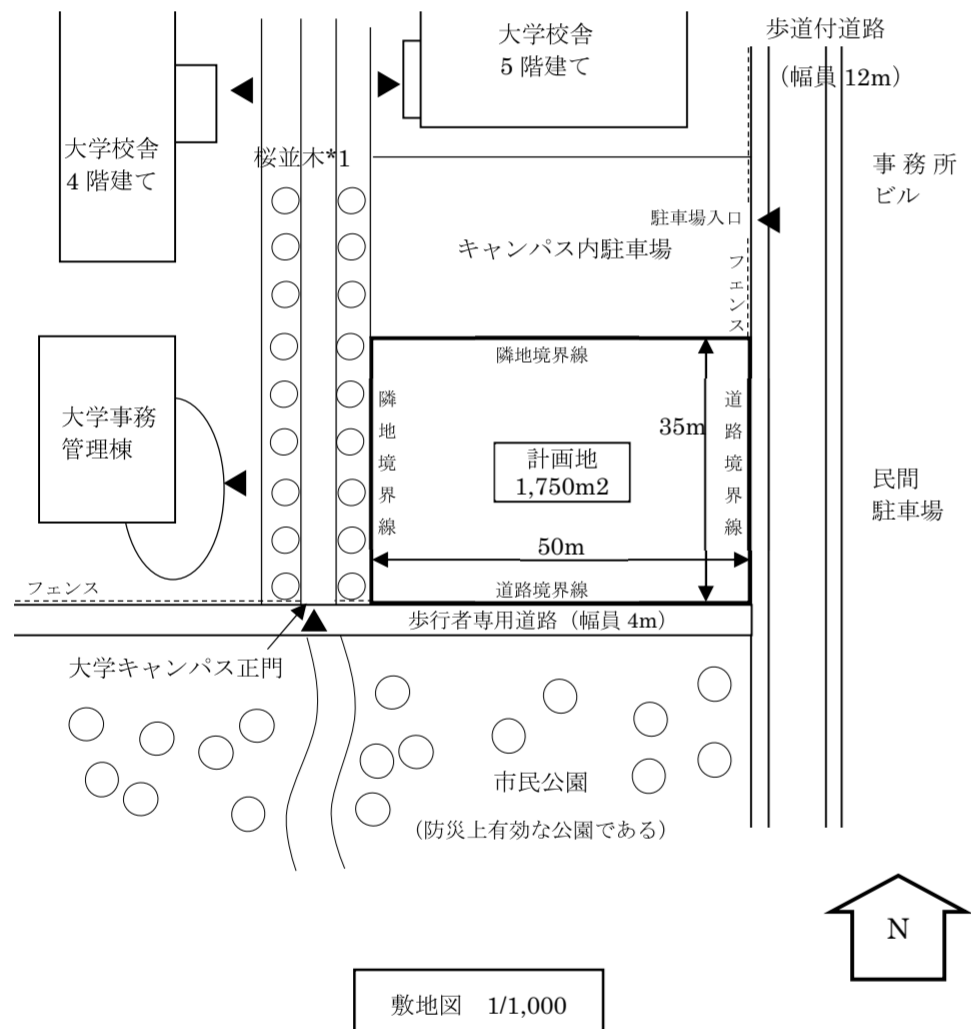 歩道付道路
（幅員 12m）
大学校舎
5 階建て
大学校舎
4 階建て
桜並木*1
事務所
ビル
駐車場入口
キャンパス内駐車場
フェンス
隣地境界線
隣地境界線
道路境界線
35m
大学事務
管理棟
計画地
1,750m2
民間
駐車場
50m
フェンス
道路境界線
歩行者専用道路（幅員 4m）
大学キャンパス正門
市民公園
（防災上有効な公園である）
N
敷地図 1/1,000